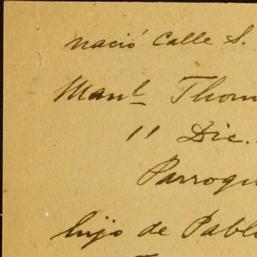 nació Calle S.
Manl Thom
11 Dic.
Parroqu
hijo de Pabl